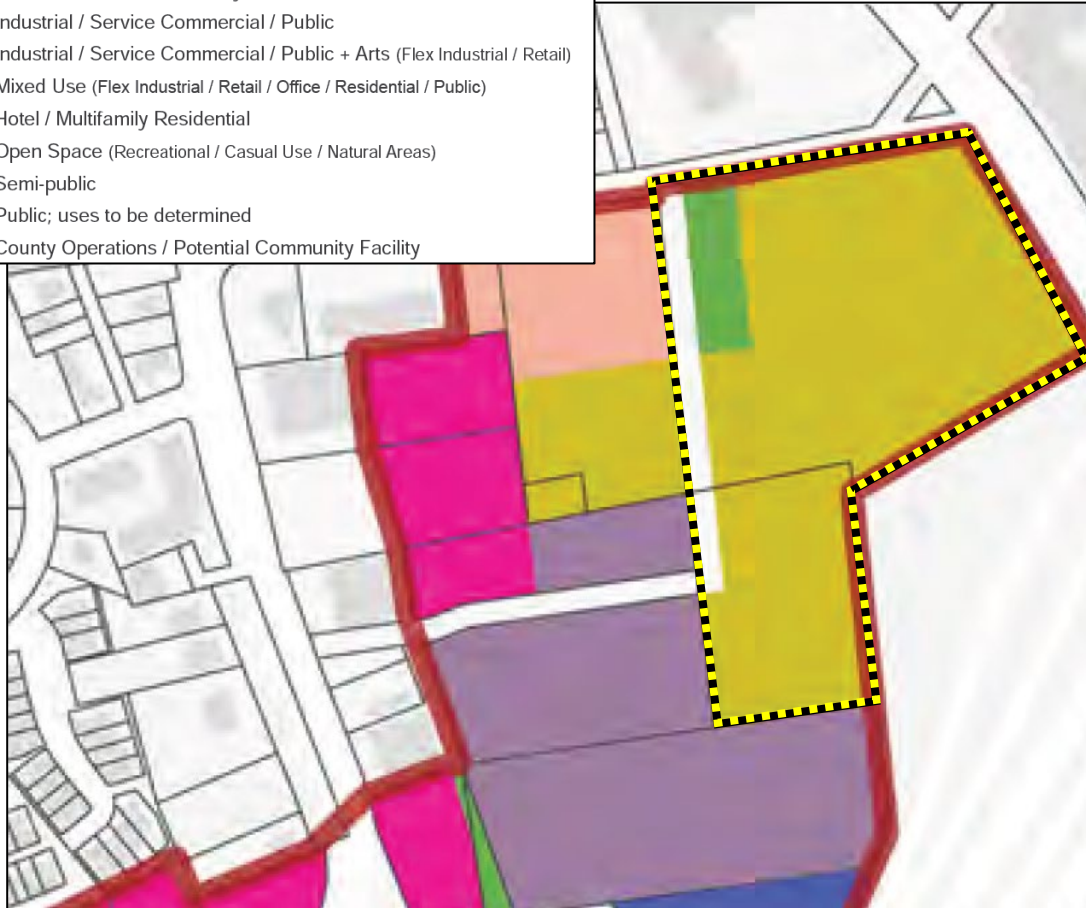 ndustrial / Service Commercial / Public
ndustrial / Service Commercial / Public + Arts (Flex Industrial / Retail)
Mixed Use (Flex Industrial / Retail / Office / Residential / Public)
Hotel / Multifamily Residential
Open Space (Recreational / Casual Use / Natural Areas)
Semi-public
Public; uses to be determined
County Operations / Potential Community Facility